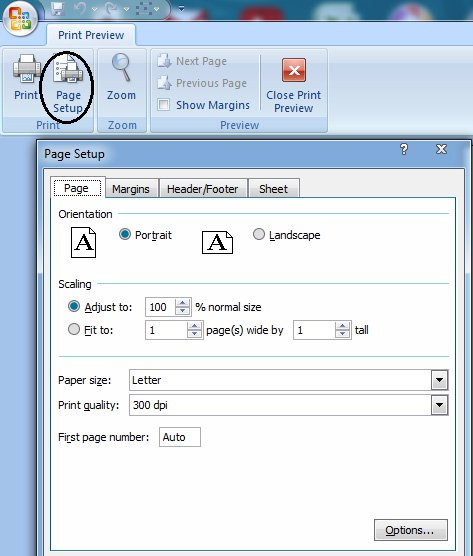 Print Preview
Print
Page Setup
Zoom
Next Page
Previous Page
Show Margins
Close Print Preview
Print
Zoom
Preview
Page Setup
?
Page
Margins
Header/Footer
Sheet
Orientation
A
Portrait
A
Landscape
Scaling
Adjust to: 100 % normal size
Fit to: 1 page(s) wide by 1 tall
Paper size: Letter
Print quality: 300 dpi
First page number: Auto
Options...